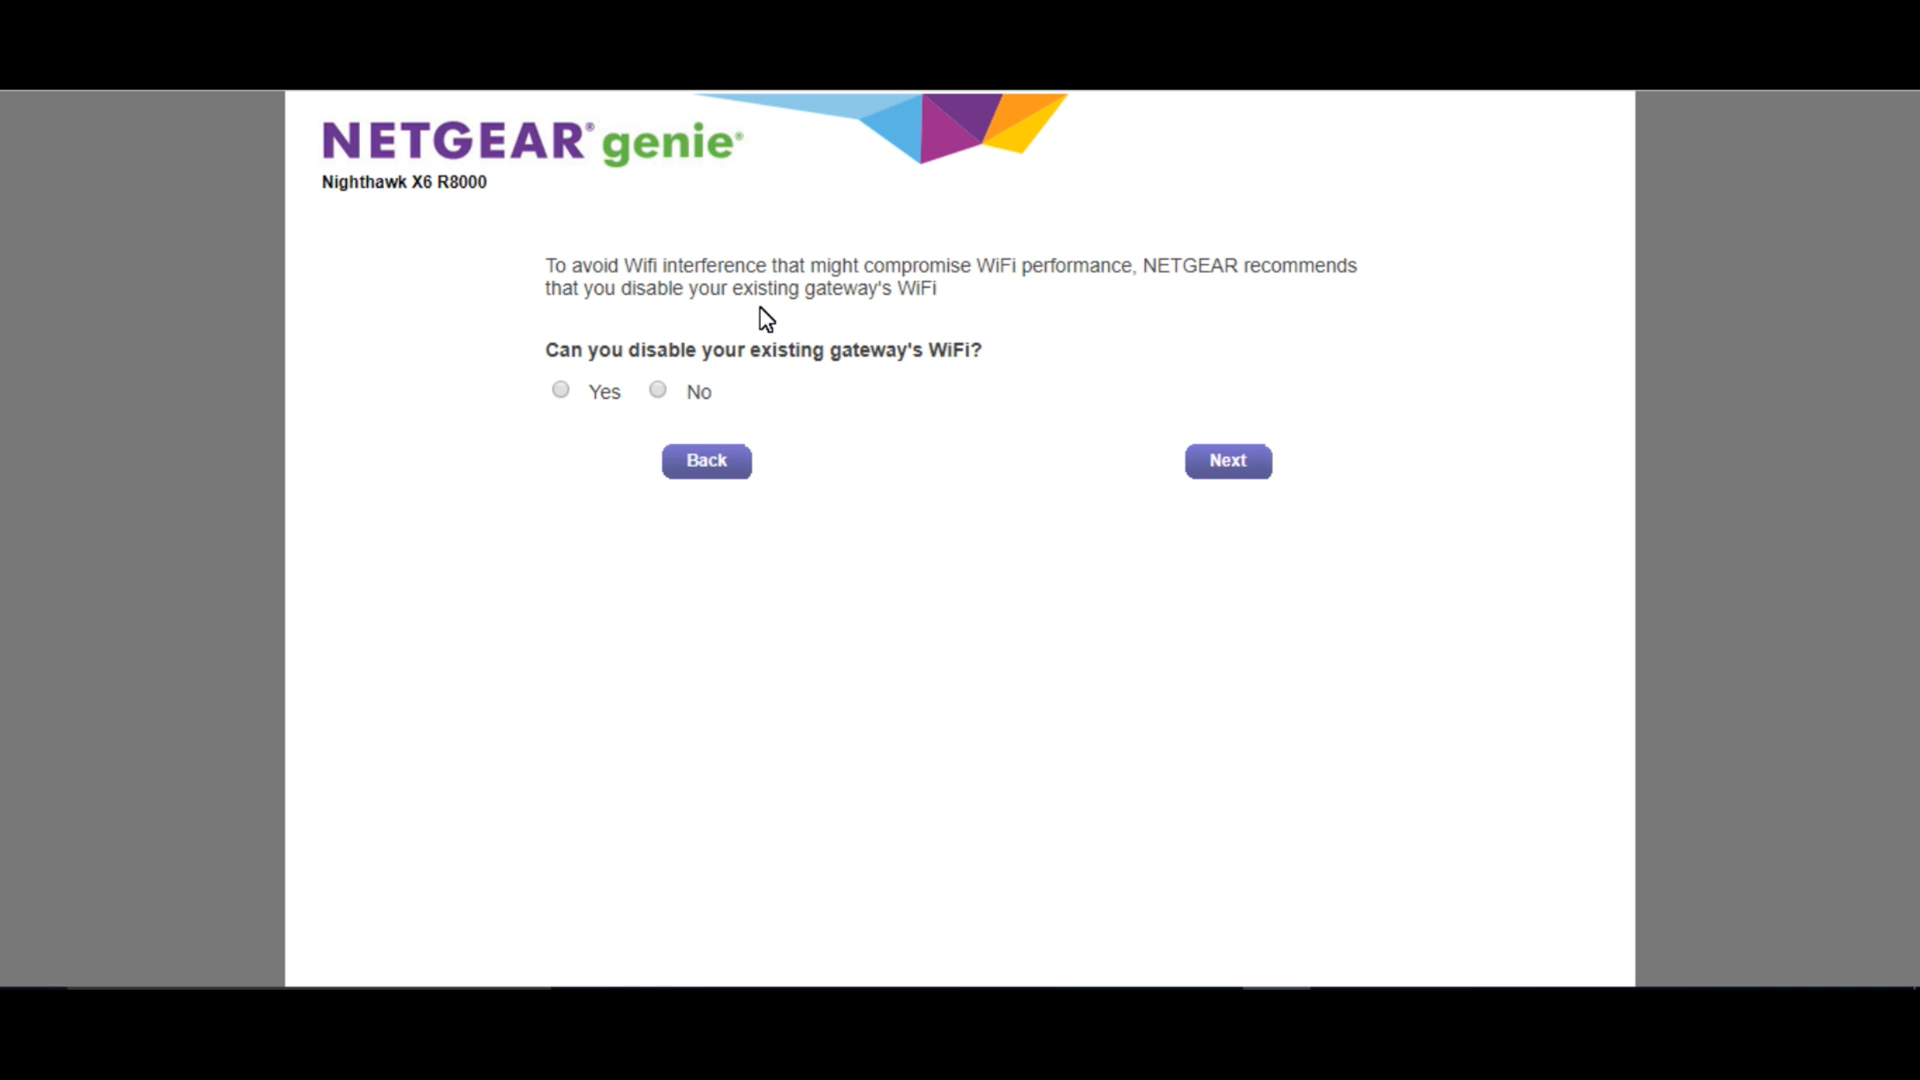 NETGEAR® genie®
Nighthawk X6 R8000
To avoid Wifi interference that might compromise WiFi performance, NETGEAR recommends
that you disable your existing gateway's WiFi
Can you disable your existing gateway's WiFi?
Yes No
Back Next